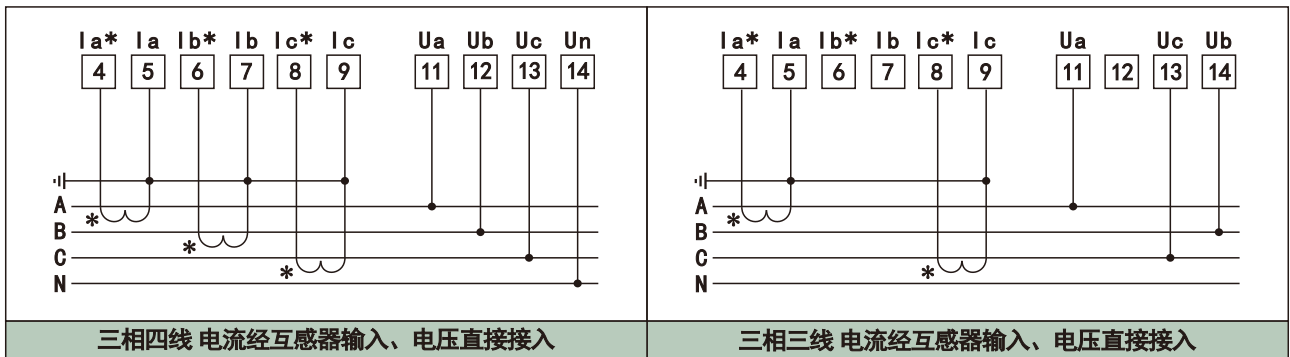 Ia* Ia Ib* Ib Ic* Ic Ua Ub Uc Un
4 5 6 7 8 9 11 12 13 14
A
*
B
*
C
*
N
三相四线 电流经互感器输入、电压直接接入
Ia* Ia Ib* Ib Ic* Ic Ua Uc Ub
4 5 6 7 8 9 11 12 13 14
A
*
B
C
*
N
三相三线 电流经互感器输入、电压直接接入